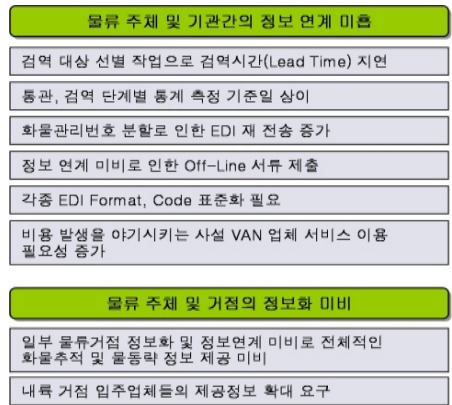 물류 주체 및 기관간의 정보 연계 미흡
검역 대상 선별 작업으로 검역시간(Lead Time) 지연
통관, 검역 단계별 통계 측정 기준일 상이
화물관리번호 분할로 인한 EDI 재 전송 증가
정보 연계 미비로 인한 Off-Line 서류 제출
각종 EDI Format, Code 표준화 필요
비용 발생을 야기시키는 사설 VAN 업체 서비스 이용
필요성 증가
물류 주체 및 거점의 정보화 미비
일부 물류거점 정보화 및 정보연계 미비로 전체적인
화물추적 및 물동략 정보 제공 미비
내륙 거점 입주업체들의 제공정보 확대 요구